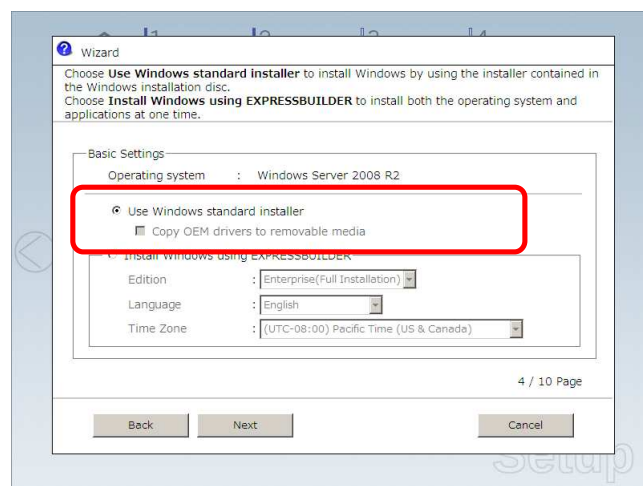 1 2 3 4
Wizard
Choose Use Windows standard installer to install Windows by using the installer contained in
the Windows installation disc.
Choose Install Windows using EXPRESSBUILDER to install both the operating system and
applications at one time.
Basic Settings
Operating system : Windows Server 2008 R2
Use Windows standard installer
Copy OEM drivers to removable media
Install Windows using EXPRESSBUILDER
Edition : Enterprise(Full Installation)
Language : English
Time Zone : (UTC-08:00) Pacific Time (US & Canada)
4 / 10 Page
Back Next Cancel
Setup